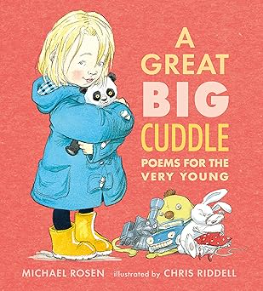 A
GREAT
BIG
CUDDLE
POEMS FOR THE
VERY YOUNG
MICHAEL ROSEN illustrated by CHRIS RIDDELL